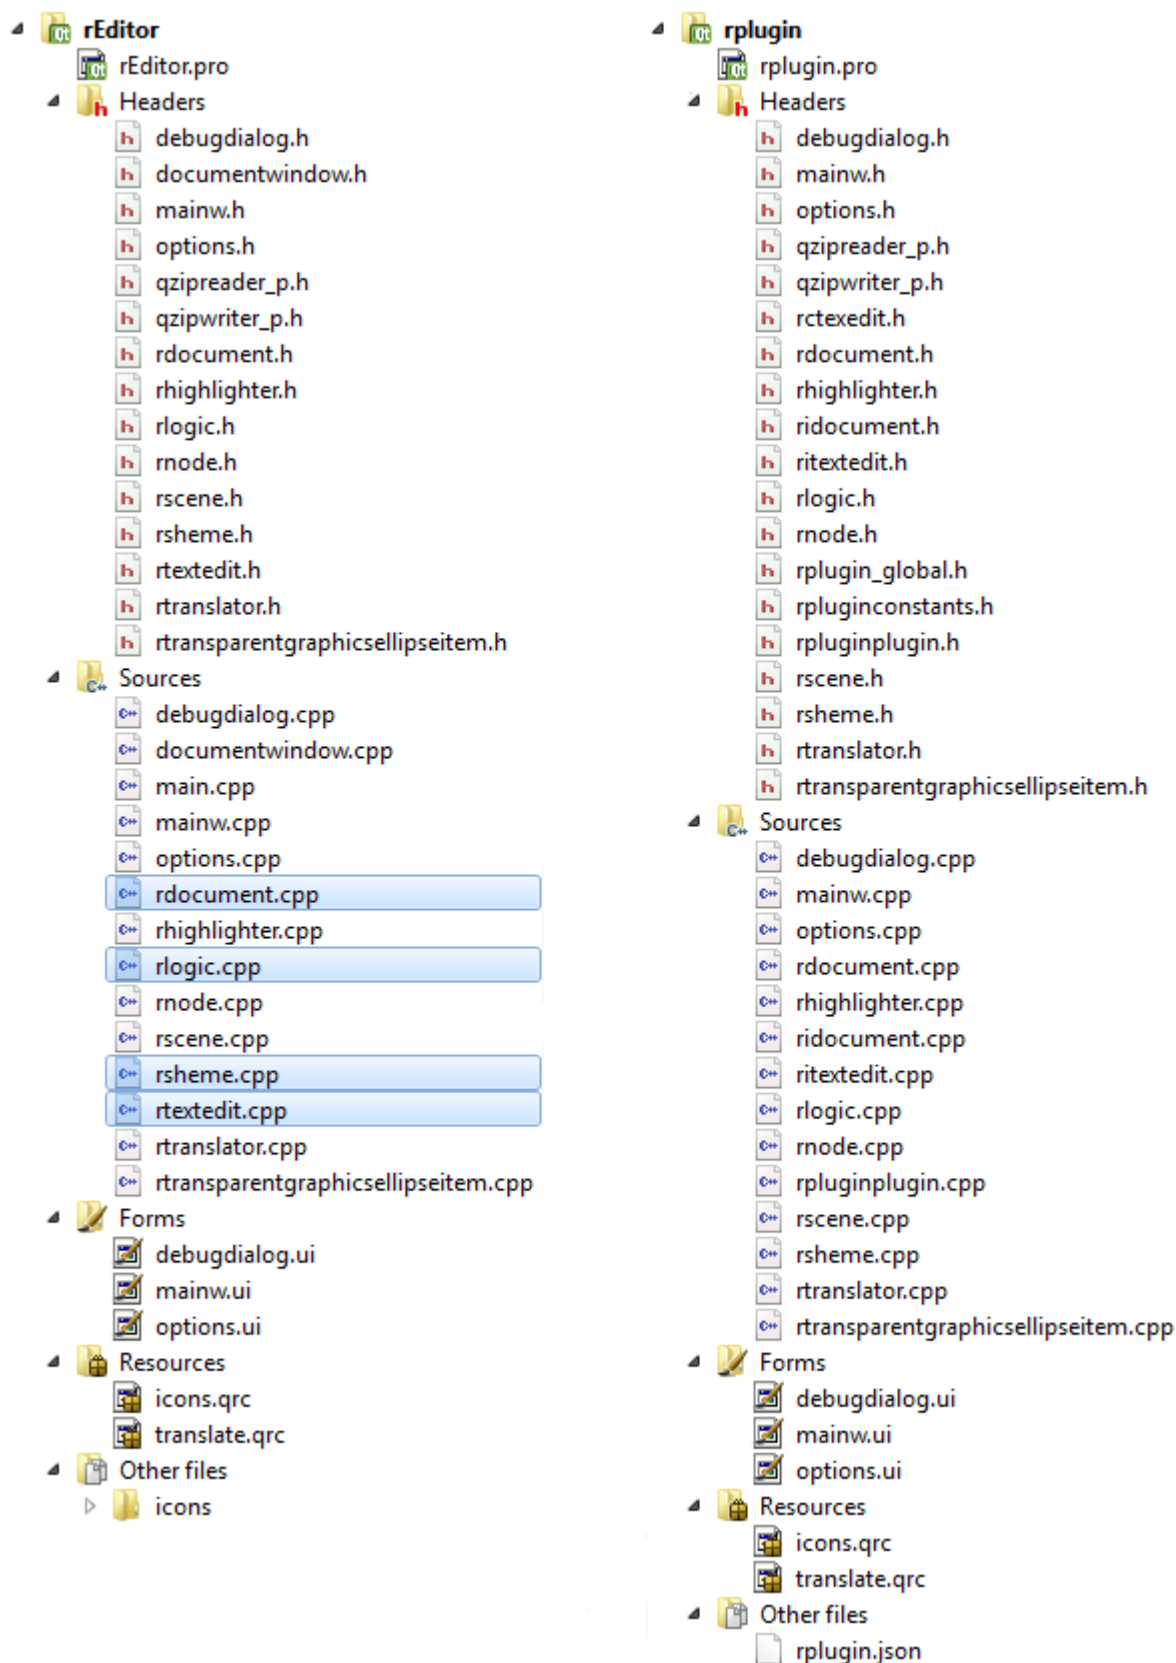 rEditor
rEditor.pro
Headers
debugdialog.h
documentwindow.h
mainw.h
options.h
qzipreader_p.h
qzipwriter_p.h
rdocument.h
rhighlighter.h
rlogic.h
rnode.h
rscene.h
rsheme.h
rtextedit.h
rtranslator.h
rtransparentgraphicsellipseitem.h
Sources
debugdialog.cpp
documentwindow.cpp
main.cpp
mainw.cpp
options.cpp
rdocument.cpp
rhighlighter.cpp
rlogic.cpp
rnode.cpp
rscene.cpp
rsheme.cpp
rtextedit.cpp
rtranslator.cpp
rtransparentgraphicsellipseitem.cpp
Forms
debugdialog.ui
mainw.ui
options.ui
Resources
icons.qrc
translate.qrc
Other files
icons
rplugin
rplugin.pro
Headers
debugdialog.h
mainw.h
options.h
qzipreader_p.h
qzipwriter_p.h
rctexedit.h
rdocument.h
rhighlighter.h
ridocument.h
ritextedit.h
rlogic.h
rnode.h
rplugin_global.h
rpluginconstants.h
rpluginplugin.h
rscene.h
rsheme.h
rtranslator.h
rtransparentgraphicsellipseitem.h
Sources
debugdialog.cpp
mainw.cpp
options.cpp
rdocument.cpp
rhighlighter.cpp
ridocument.cpp
ritextedit.cpp
rlogic.cpp
rnode.cpp
rpluginplugin.cpp
rscene.cpp
rsheme.cpp
rtranslator.cpp
rtransparentgraphicsellipseitem.cpp
Forms
debugdialog.ui
mainw.ui
options.ui
Resources
icons.qrc
translate.qrc
Other files
rplugin.json